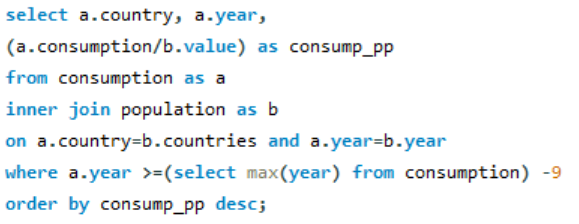 select a.country, a.year,
(a.consumption/b.value) as consump_pp
from consumption as a
inner join population as b
on a.country=b.countries and a.year=b.year
where a.year >=(select max(year) from consumption) -9
order by consump_pp desc;